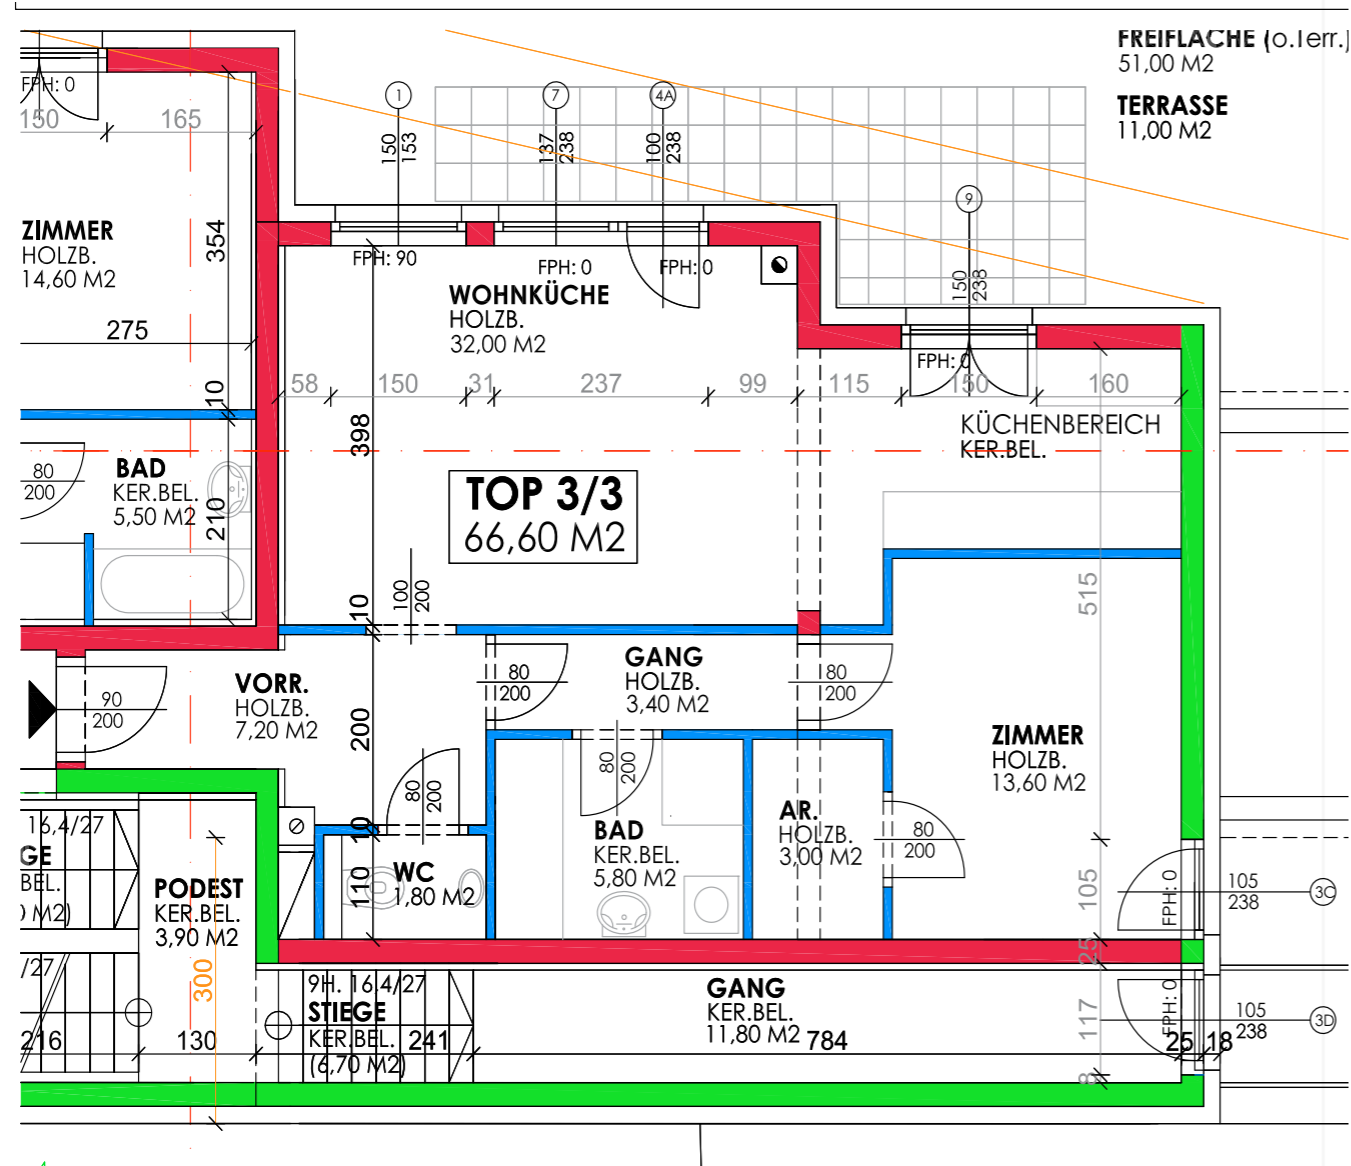 FREIFLÄCHE (o.Terr.)
51,00 M2
TERRASSE
11,00 M2
FPH: 0
150
165
1
7
4A
9
150
153
137
238
100
238
150
238
FPH: 90
FPH: 0
FPH: 0
FPH: 0
ZIMMER
HOLZB.
14,60 M2
354
275
10
WOHNKÜCHE
HOLZB.
32,00 M2
58
150
31
237
99
115
150
160
398
KÜCHENBEREICH
KER.BEL.
80
200
BAD
KER.BEL.
5,50 M2
210
TOP 3/3
66,60 M2
100
200
10
515
VORR.
HOLZB.
7,20 M2
90
200
80
200
GANG
HOLZB.
3,40 M2
80
200
200
ZIMMER
HOLZB.
13,60 M2
80
200
80
200
BAD
KER.BEL.
5,80 M2
AR.
HOLZB.
3,00 M2
80
200
10
WC
1,80 M2
110
105
FPH: 0
105
238
3C
16,4/27
GE
BEL.
M2)
PODEST
KER.BEL.
3,90 M2
300
/27
216
130
9H. 16,4/27
STIEGE
KER.BEL.
(6,70 M2)
241
GANG
KER.BEL.
11,80 M2
784
25
117
8
FPH: 0
25
18
105
238
3D